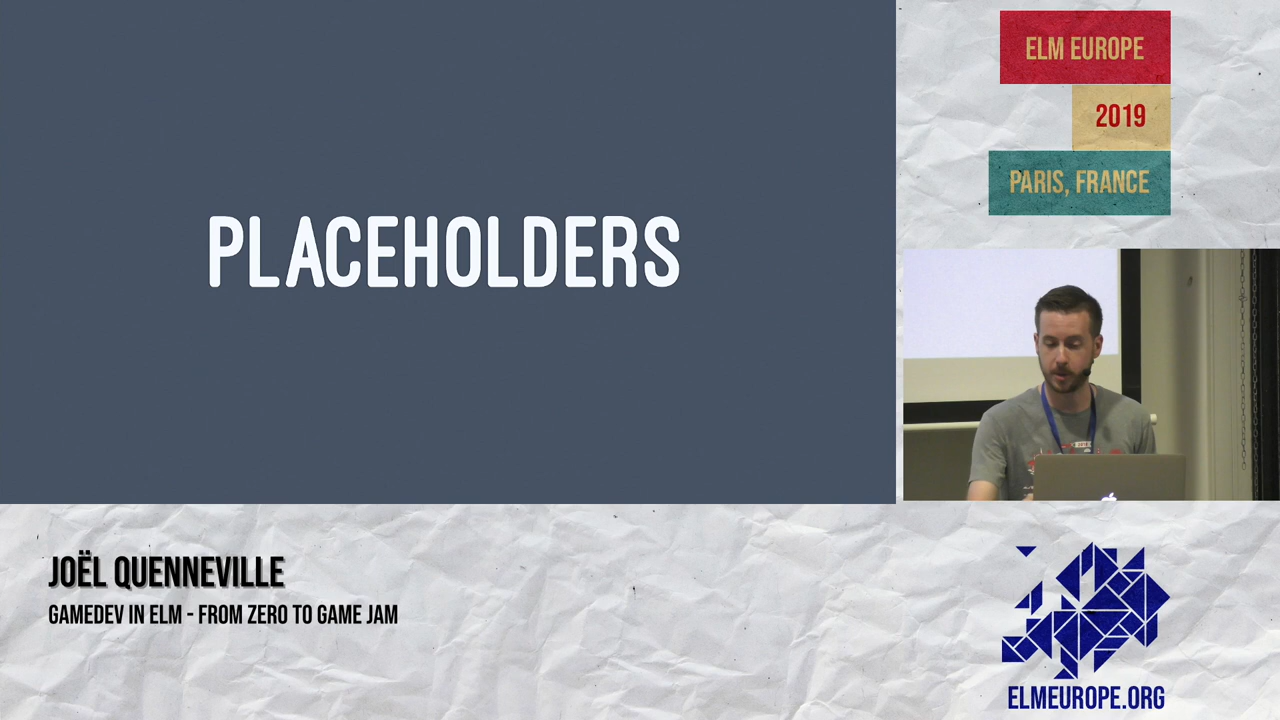 PLACEHOLDERS
ELM EUROPE
2019
PARIS, FRANCE
JOËL QUENNEVILLE
GAMEDEV IN ELM - FROM ZERO TO GAME JAM
ELMEUROPE.ORG